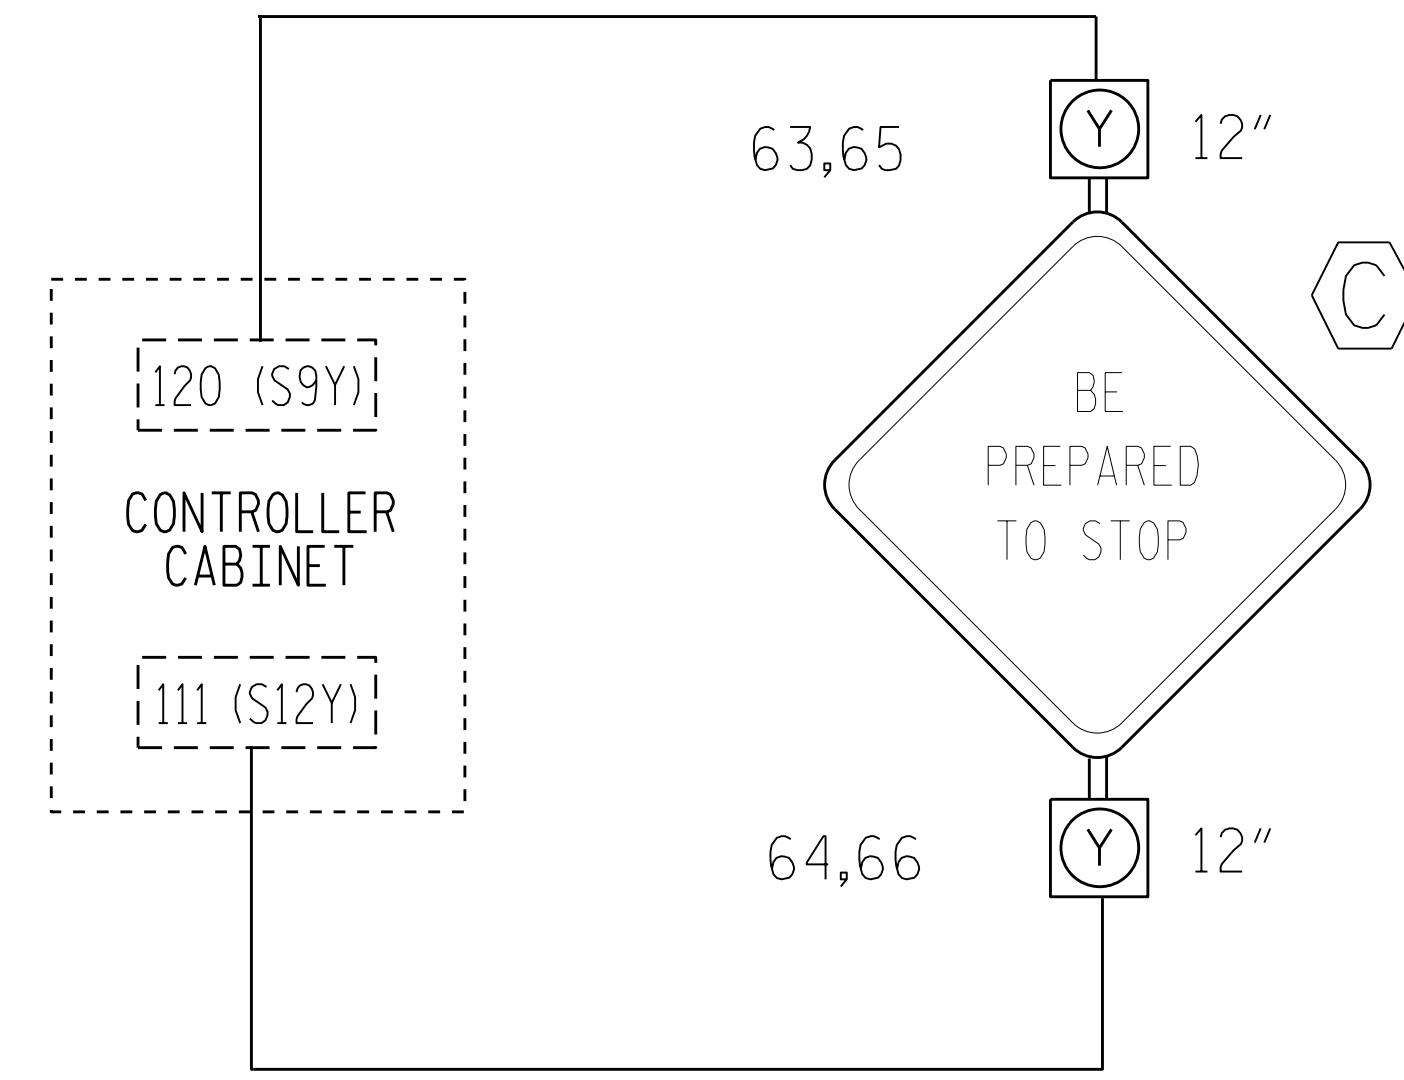 63,65
Y
12"
C
120 (S9Y)
CONTROLLER
CABINET
111 (S12Y)
BE
PREPARED
TO STOP
64,66
Y
12"